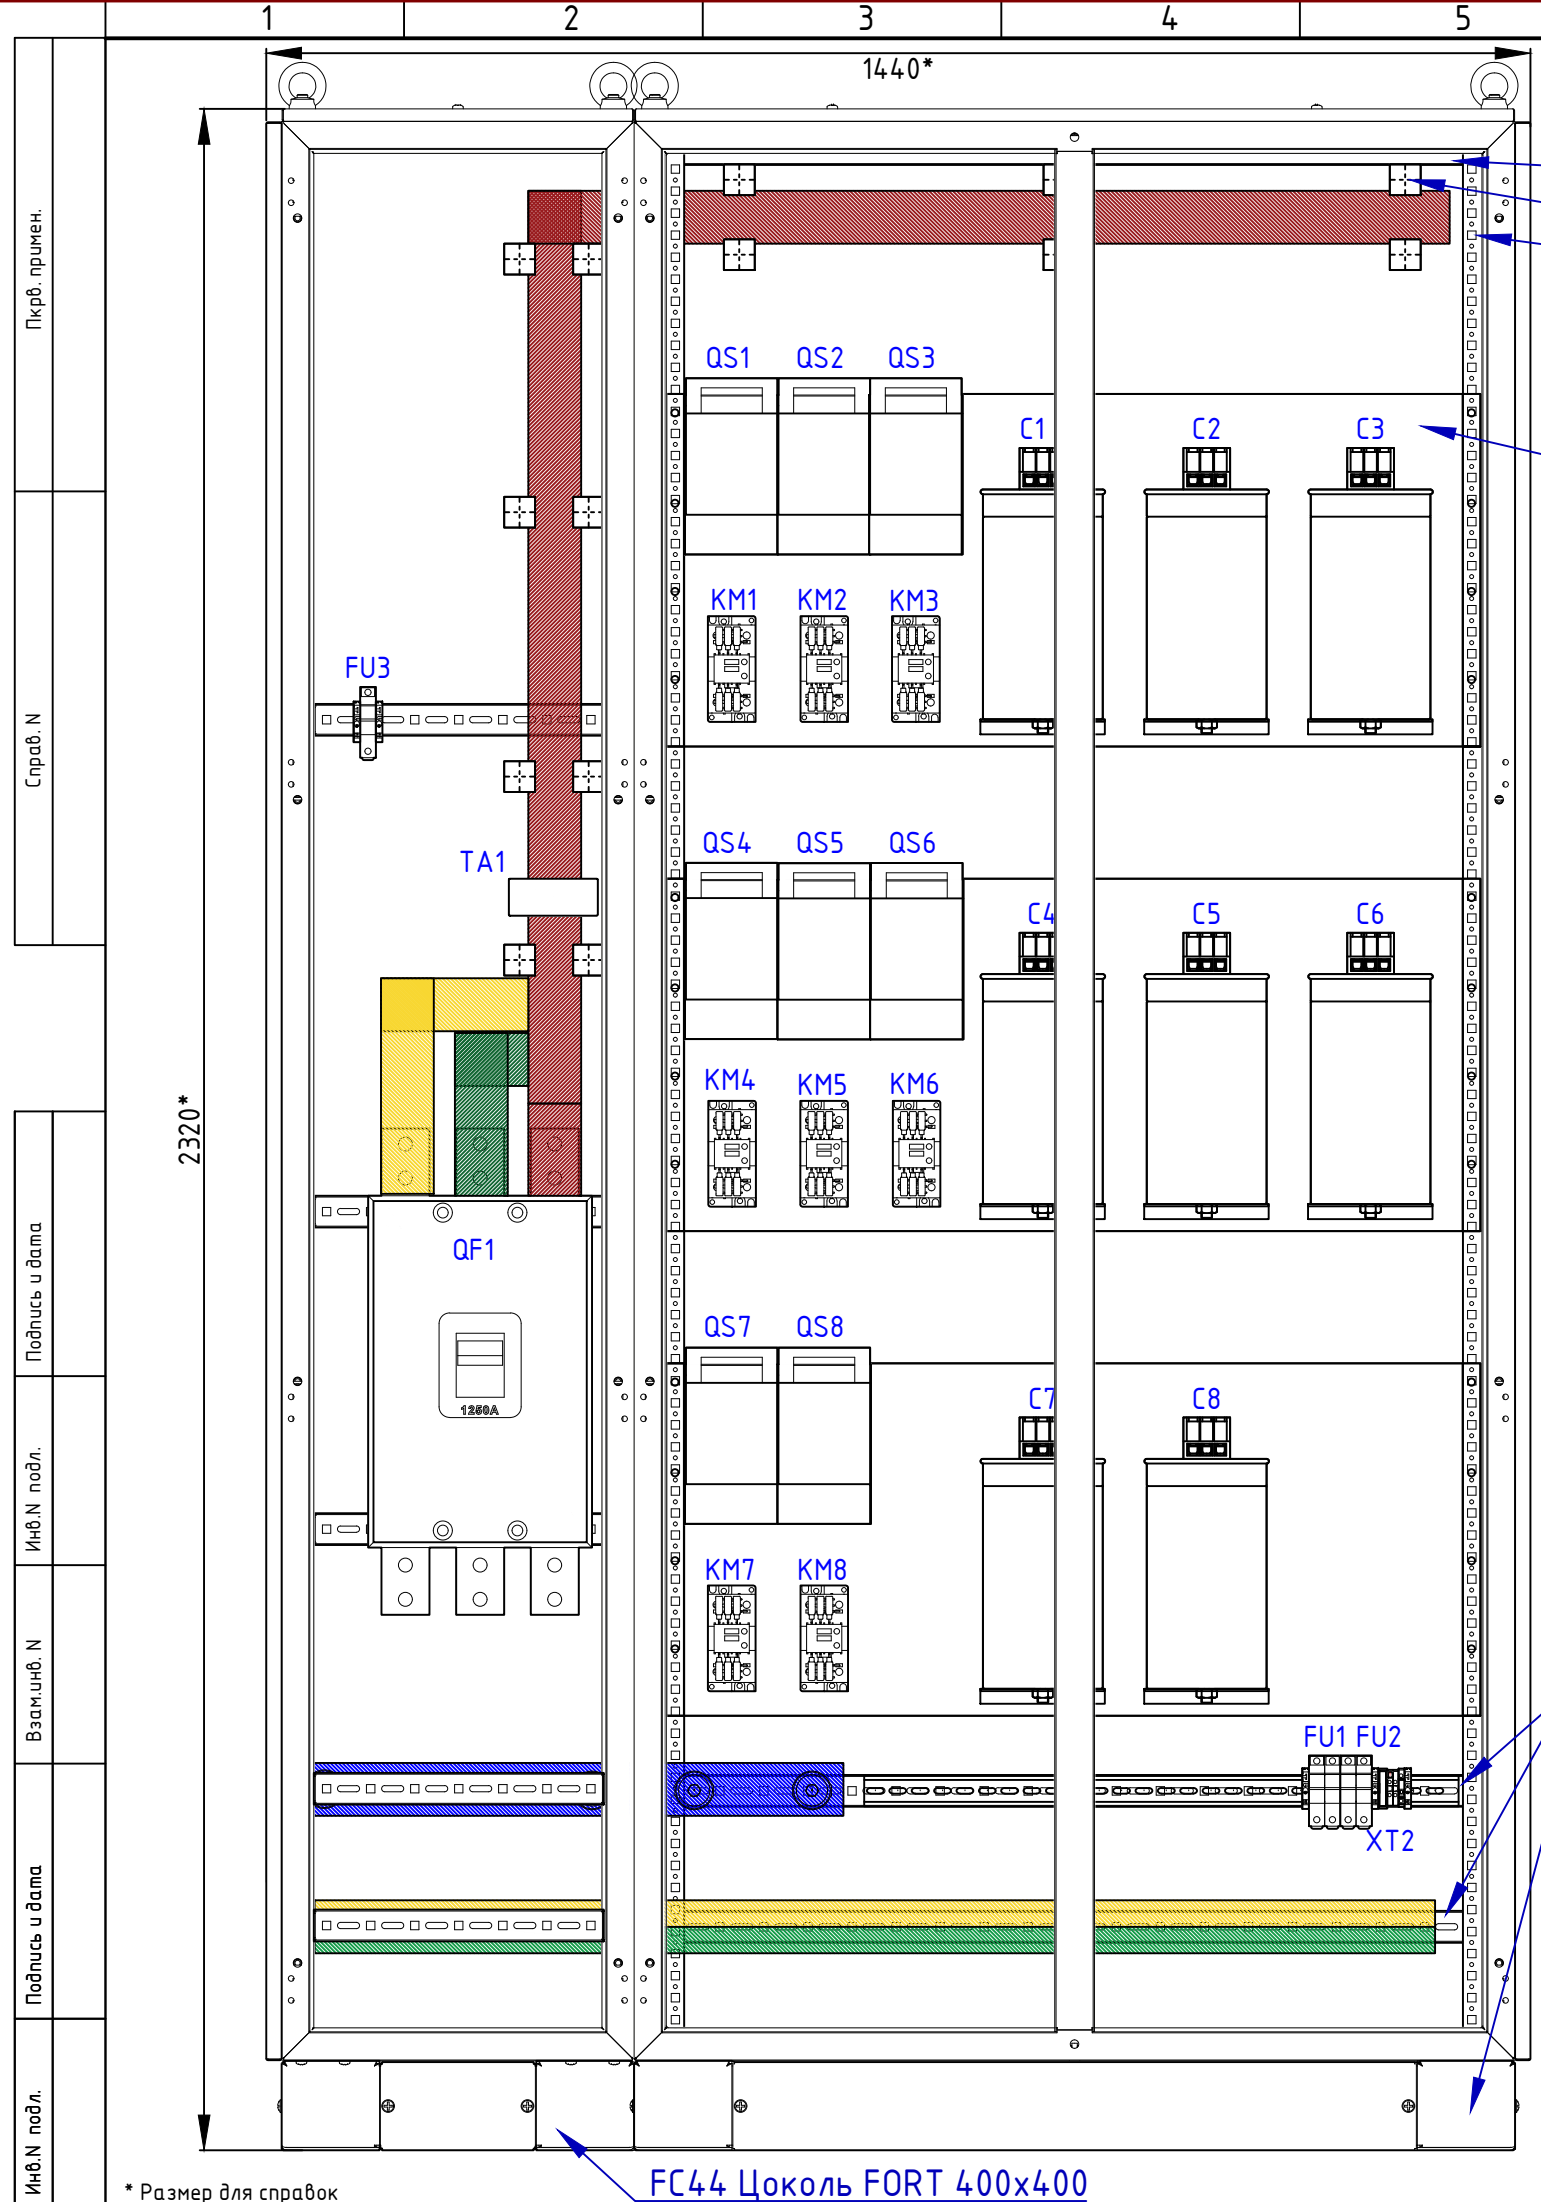 1 2 3 4 5
1440*
Пкрв. примен.
QS1 QS2 QS3
C1 C2 C3
KM1 KM2 KM3
FU3
Справ. N
TA1
QS4 QS5 QS6
C4 C5 C6
KM4 KM5 KM6
2320*
Подпись и дата
QF1
1250A
QS7 QS8
C7 C8
Инв.N подл.
KM7 KM8
Взам.инв. N
FU1 FU2
XT2
Подпись и дата
Инв.N подл.
FC44 Цоколь FORT 400x400
* Размер для справок